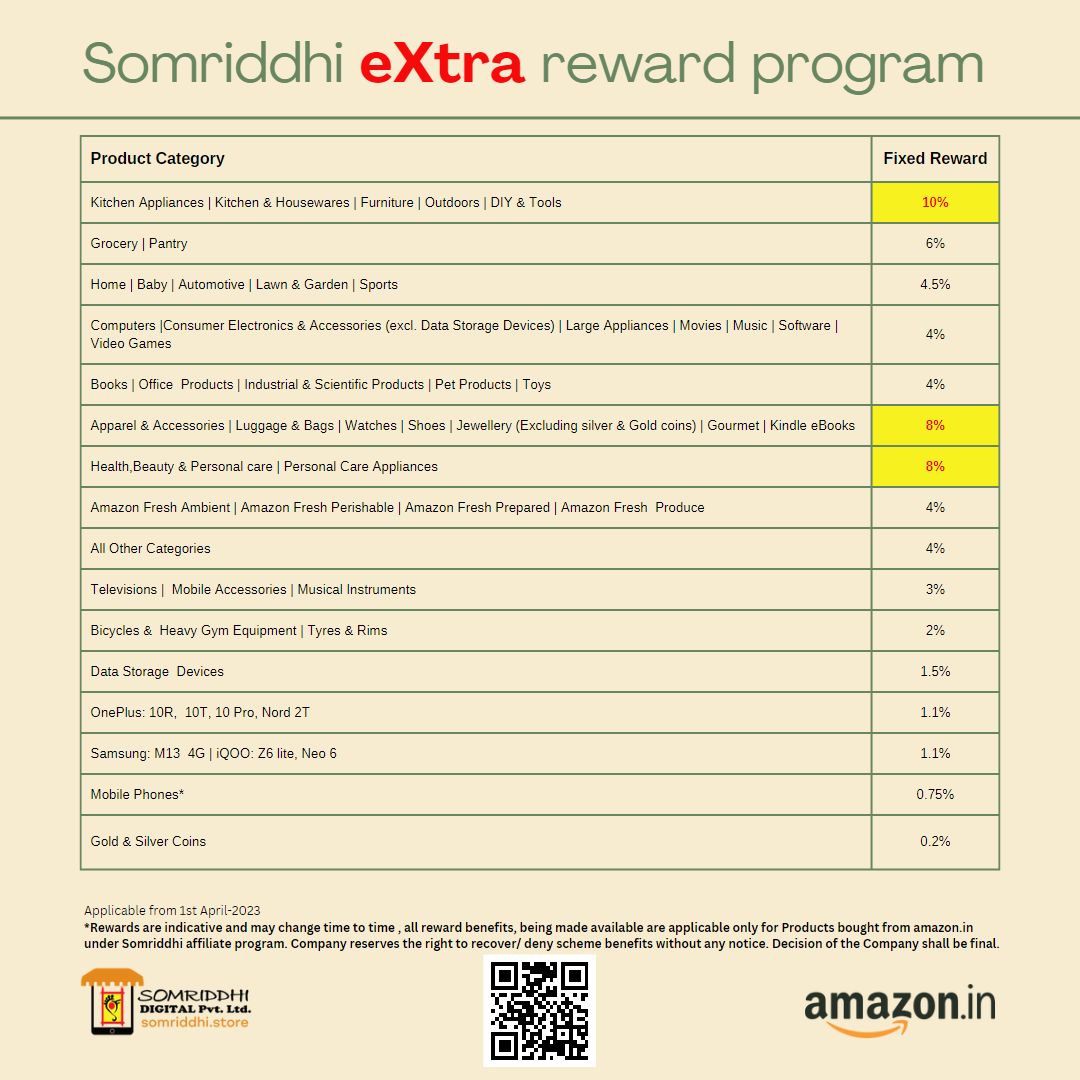 Somriddhi eXtra reward program
Product Category
Fixed Reward
Kitchen Appliances | Kitchen & Housewares | Furniture | Outdoors | DIY & Tools
10%
Grocery | Pantry
6%
Home | Baby | Automotive | Lawn & Garden | Sports
4.5%
Computers |Consumer Electronics & Accessories (excl. Data Storage Devices) | Large Appliances | Movies | Music | Software |
Video Games
4%
Books | Office  Products | Industrial & Scientific Products | Pet Products | Toys
4%
Apparel & Accessories | Luggage & Bags | Watches | Shoes | Jewellery (Excluding silver & Gold coins) | Gourmet | Kindle eBooks
8%
Health,Beauty & Personal care | Personal Care Appliances
8%
Amazon Fresh Ambient | Amazon Fresh Perishable | Amazon Fresh Prepared | Amazon Fresh  Produce
4%
All Other Categories
4%
Televisions |  Mobile Accessories | Musical Instruments
3%
Bicycles &  Heavy Gym Equipment | Tyres & Rims
2%
Data Storage  Devices
1.5%
OnePlus: 10R,  10T, 10 Pro, Nord 2T
1.1%
Samsung: M13  4G | iQOO: Z6 lite, Neo 6
1.1%
Mobile Phones*
0.75%
Gold & Silver Coins
0.2%
Applicable from 1st April-2023
*Rewards are indicative and may change time to time , all reward benefits, being made available are applicable only for Products bought from amazon.in
under Somriddhi affiliate program. Company reserves the right to recover/ deny scheme benefits without any notice. Decision of the Company shall be final.
SOMRIDDHI
DIGITAL Pvt. Ltd.
somriddhi.store
amazon.in